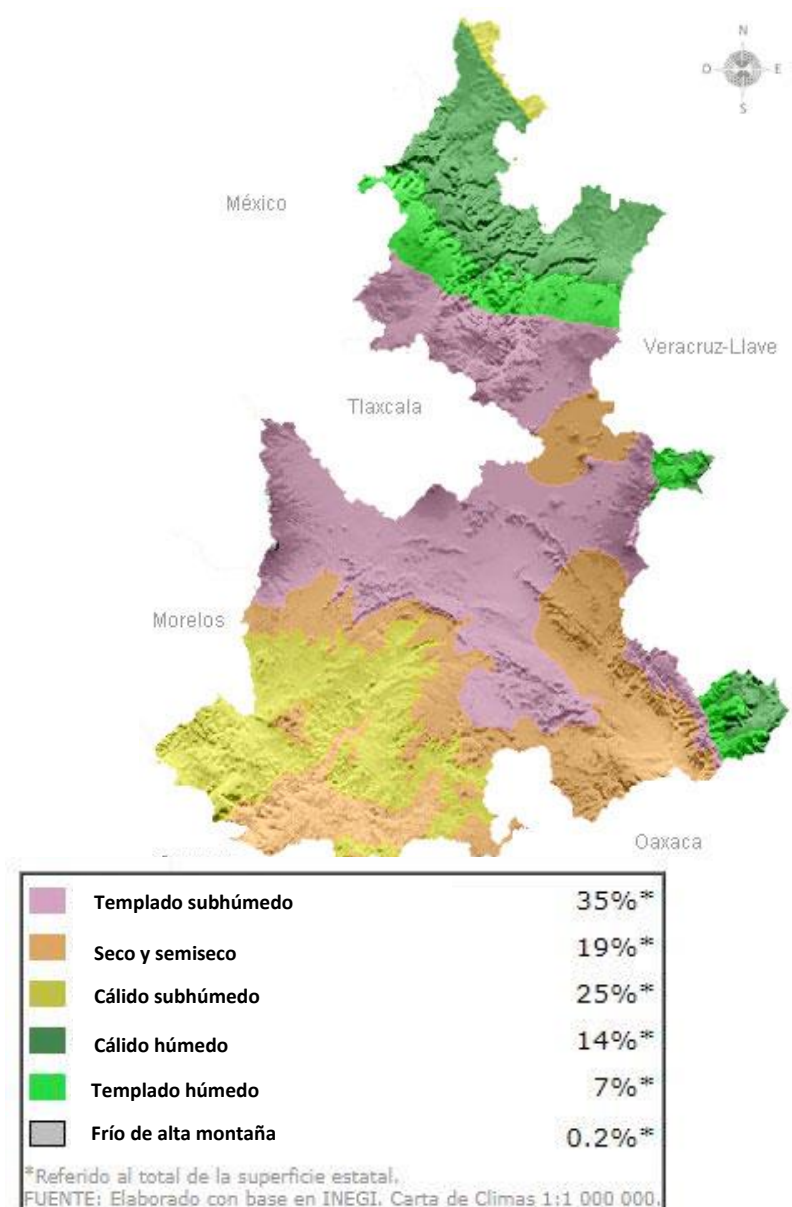 N
O E
S
México
Veracruz-Llave
Tlaxcala
Morelos
Oaxaca
Templado subhúmedo 35%*
Seco y semiseco 19%*
Cálido subhúmedo 25%*
Cálido húmedo 14%*
Templado húmedo 7%*
Frío de alta montaña 0.2%*
*Referido al total de la superficie estatal.
FUENTE: Elaborado con base en INEGI. Carta de Climas 1:1 000 000.